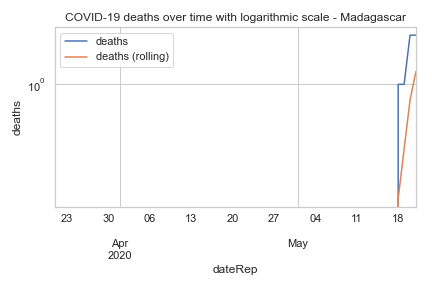 COVID-19 deaths over time with logarithmic scale - Madagascar
deaths
deaths (rolling)
10⁰
deaths
23 30 06 13 20 27 04 11 18
Apr May
2020
dateRep